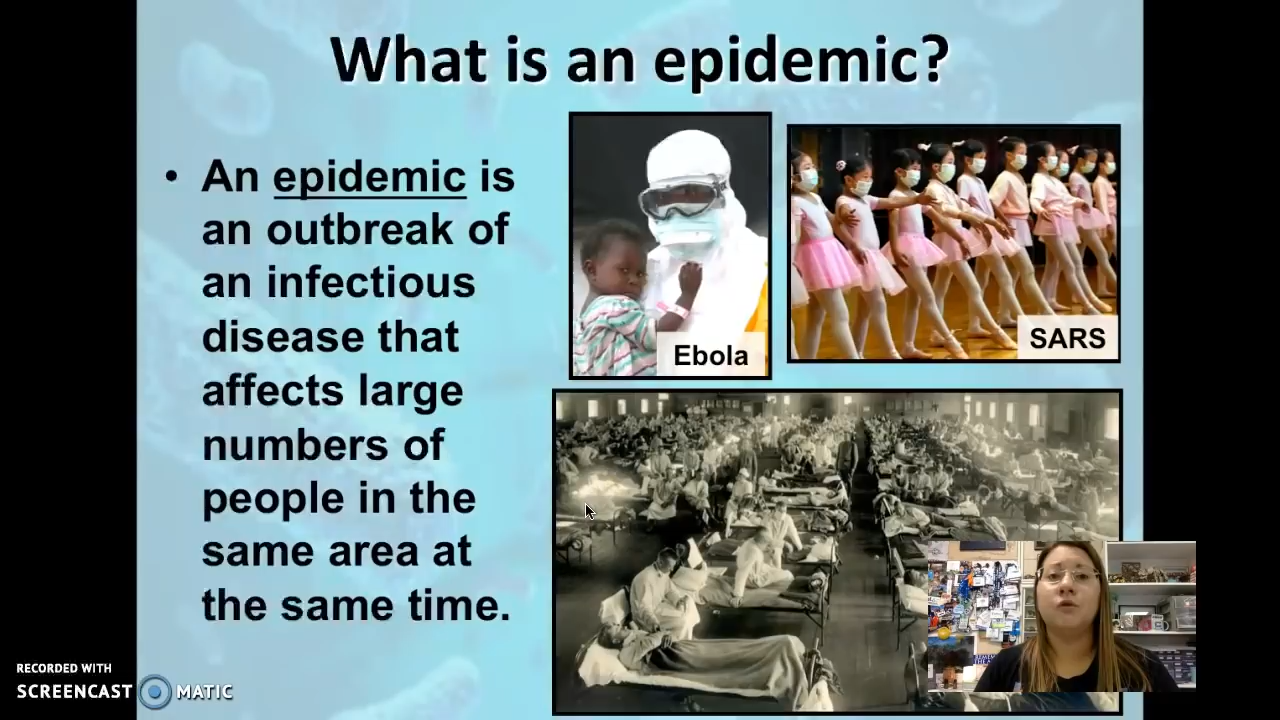 What is an epidemic?
• An epidemic is
an outbreak of
an infectious
disease that
affects large
numbers of
people in the
same area at
the same time.
Ebola
SARS
RECORDED WITH
SCREENCAST MATIC